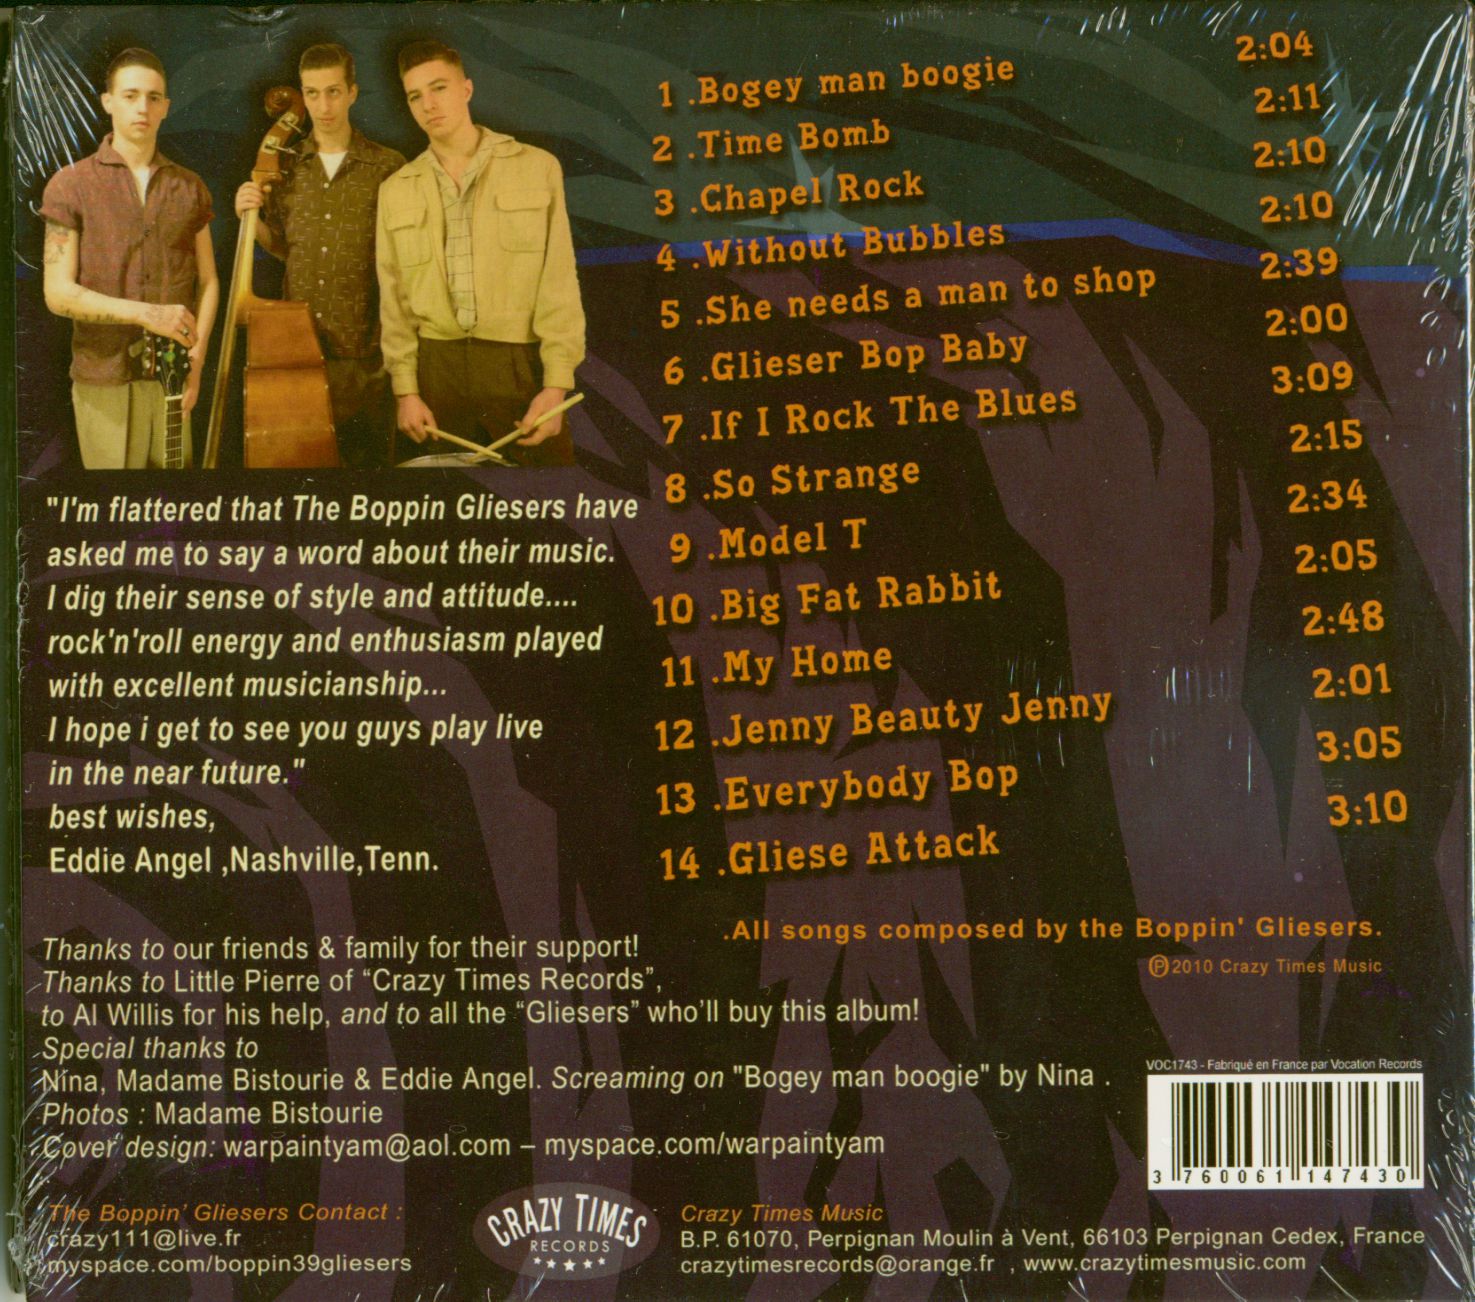 1 .Bogey man boogie 2:04
2 .Time Bomb 2:11
3 .Chapel Rock 2:10
4 .Without Bubbles 2:10
5 .She needs a man to shop 2:39
6 .Glieser Bop Baby 2:00
7 .If I Rock The Blues 3:09
8 .So Strange 2:15
9 .Model T 2:34
10 .Big Fat Rabbit 2:05
11 .My Home 2:48
12 .Jenny Beauty Jenny 2:01
13 .Everybody Bop 3:05
14 .Gliese Attack 3:10
"I'm flattered that The Boppin Gliesers have
asked me to say a word about their music.
I dig their sense of style and attitude....
rock'n'roll energy and enthusiasm played
with excellent musicianship...
I hope i get to see you guys play live
in the near future."
best wishes,
Eddie Angel ,Nashville,Tenn.
.All songs composed by the Boppin' Gliesers.
℗2010 Crazy Times Music
Thanks to our friends & family for their support!
Thanks to Little Pierre of “Crazy Times Records”,
to Al Willis for his help, and to all the “Gliesers” who’ll buy this album!
Special thanks to
Nina, Madame Bistourie & Eddie Angel. Screaming on "Bogey man boogie" by Nina .
Photos : Madame Bistourie
Cover design: warpaintyam@aol.com – myspace.com/warpaintyam
VOC1743 - Fabriqué en France par Vocation Records
3 760061 147430
The Boppin’ Gliesers Contact :
crazy111@live.fr
myspace.com/boppin39gliesers
CRAZY TIMES
RECORDS
Crazy Times Music
B.P. 61070, Perpignan Moulin à Vent, 66103 Perpignan Cedex, France
crazytimesrecords@orange.fr , www.crazytimesmusic.com